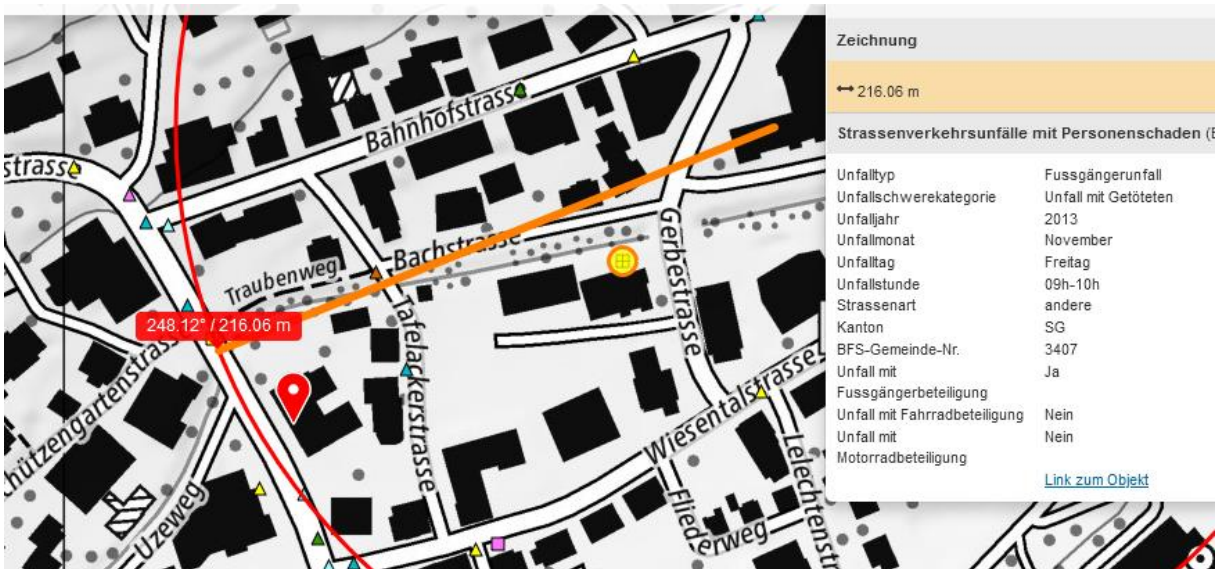 Bahnhofstrasse
strasse
Bachstrasse
Traubenweg
Gerbestrasse
248.12° / 216.06 m
Tafelackerstrasse
chützengartenstrasse
Wiesentalstrasse
Uzeweg
Fliederweg
Lelechtenstr
Zeichnung
↔ 216.06 m
Strassenverkehrsunfälle mit Personenschaden (B
Unfalltyp Fussgängerunfall
Unfallschwerekategorie Unfall mit Getöteten
Unfalljahr 2013
Unfallmonat November
Unfalltag Freitag
Unfallstunde 09h-10h
Strassenart andere
Kanton SG
BFS-Gemeinde-Nr. 3407
Unfall mit Ja
Fussgängerbeteiligung
Unfall mit Fahrradbeteiligung Nein
Unfall mit Nein
Motorradbeteiligung
Link zum Objekt